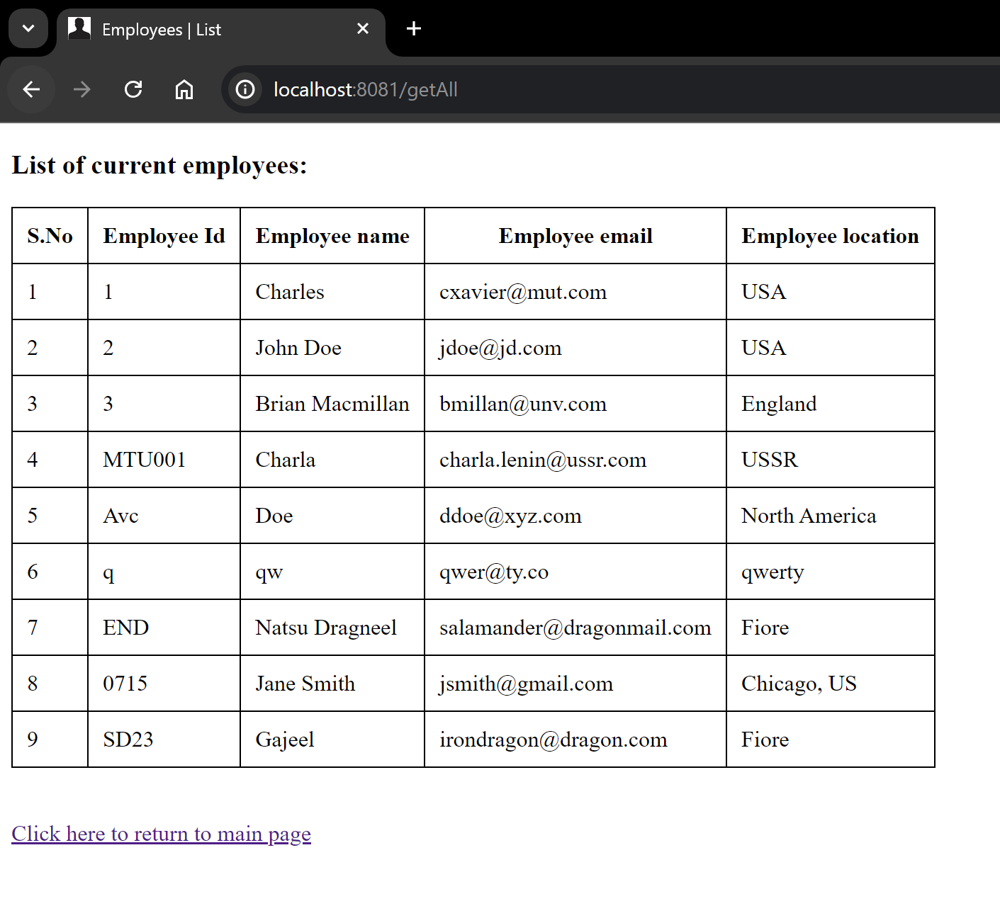 Employees | List
localhost:8081/getAll
List of current employees:
S.No Employee Id Employee name Employee email Employee location
1 1 Charles cxavier@mut.com USA
2 2 John Doe jdoe@jd.com USA
3 3 Brian Macmillan bmillan@unv.com England
4 MTU001 Charla charla.lenin@ussr.com USSR
5 Avc Doe ddoe@xyz.com North America
6 q qw qwer@ty.co qwerty
7 END Natsu Dragneel salamander@dragonmail.com Fiore
8 0715 Jane Smith jsmith@gmail.com Chicago, US
9 SD23 Gajeel irondragon@dragon.com Fiore
Click here to return to main page